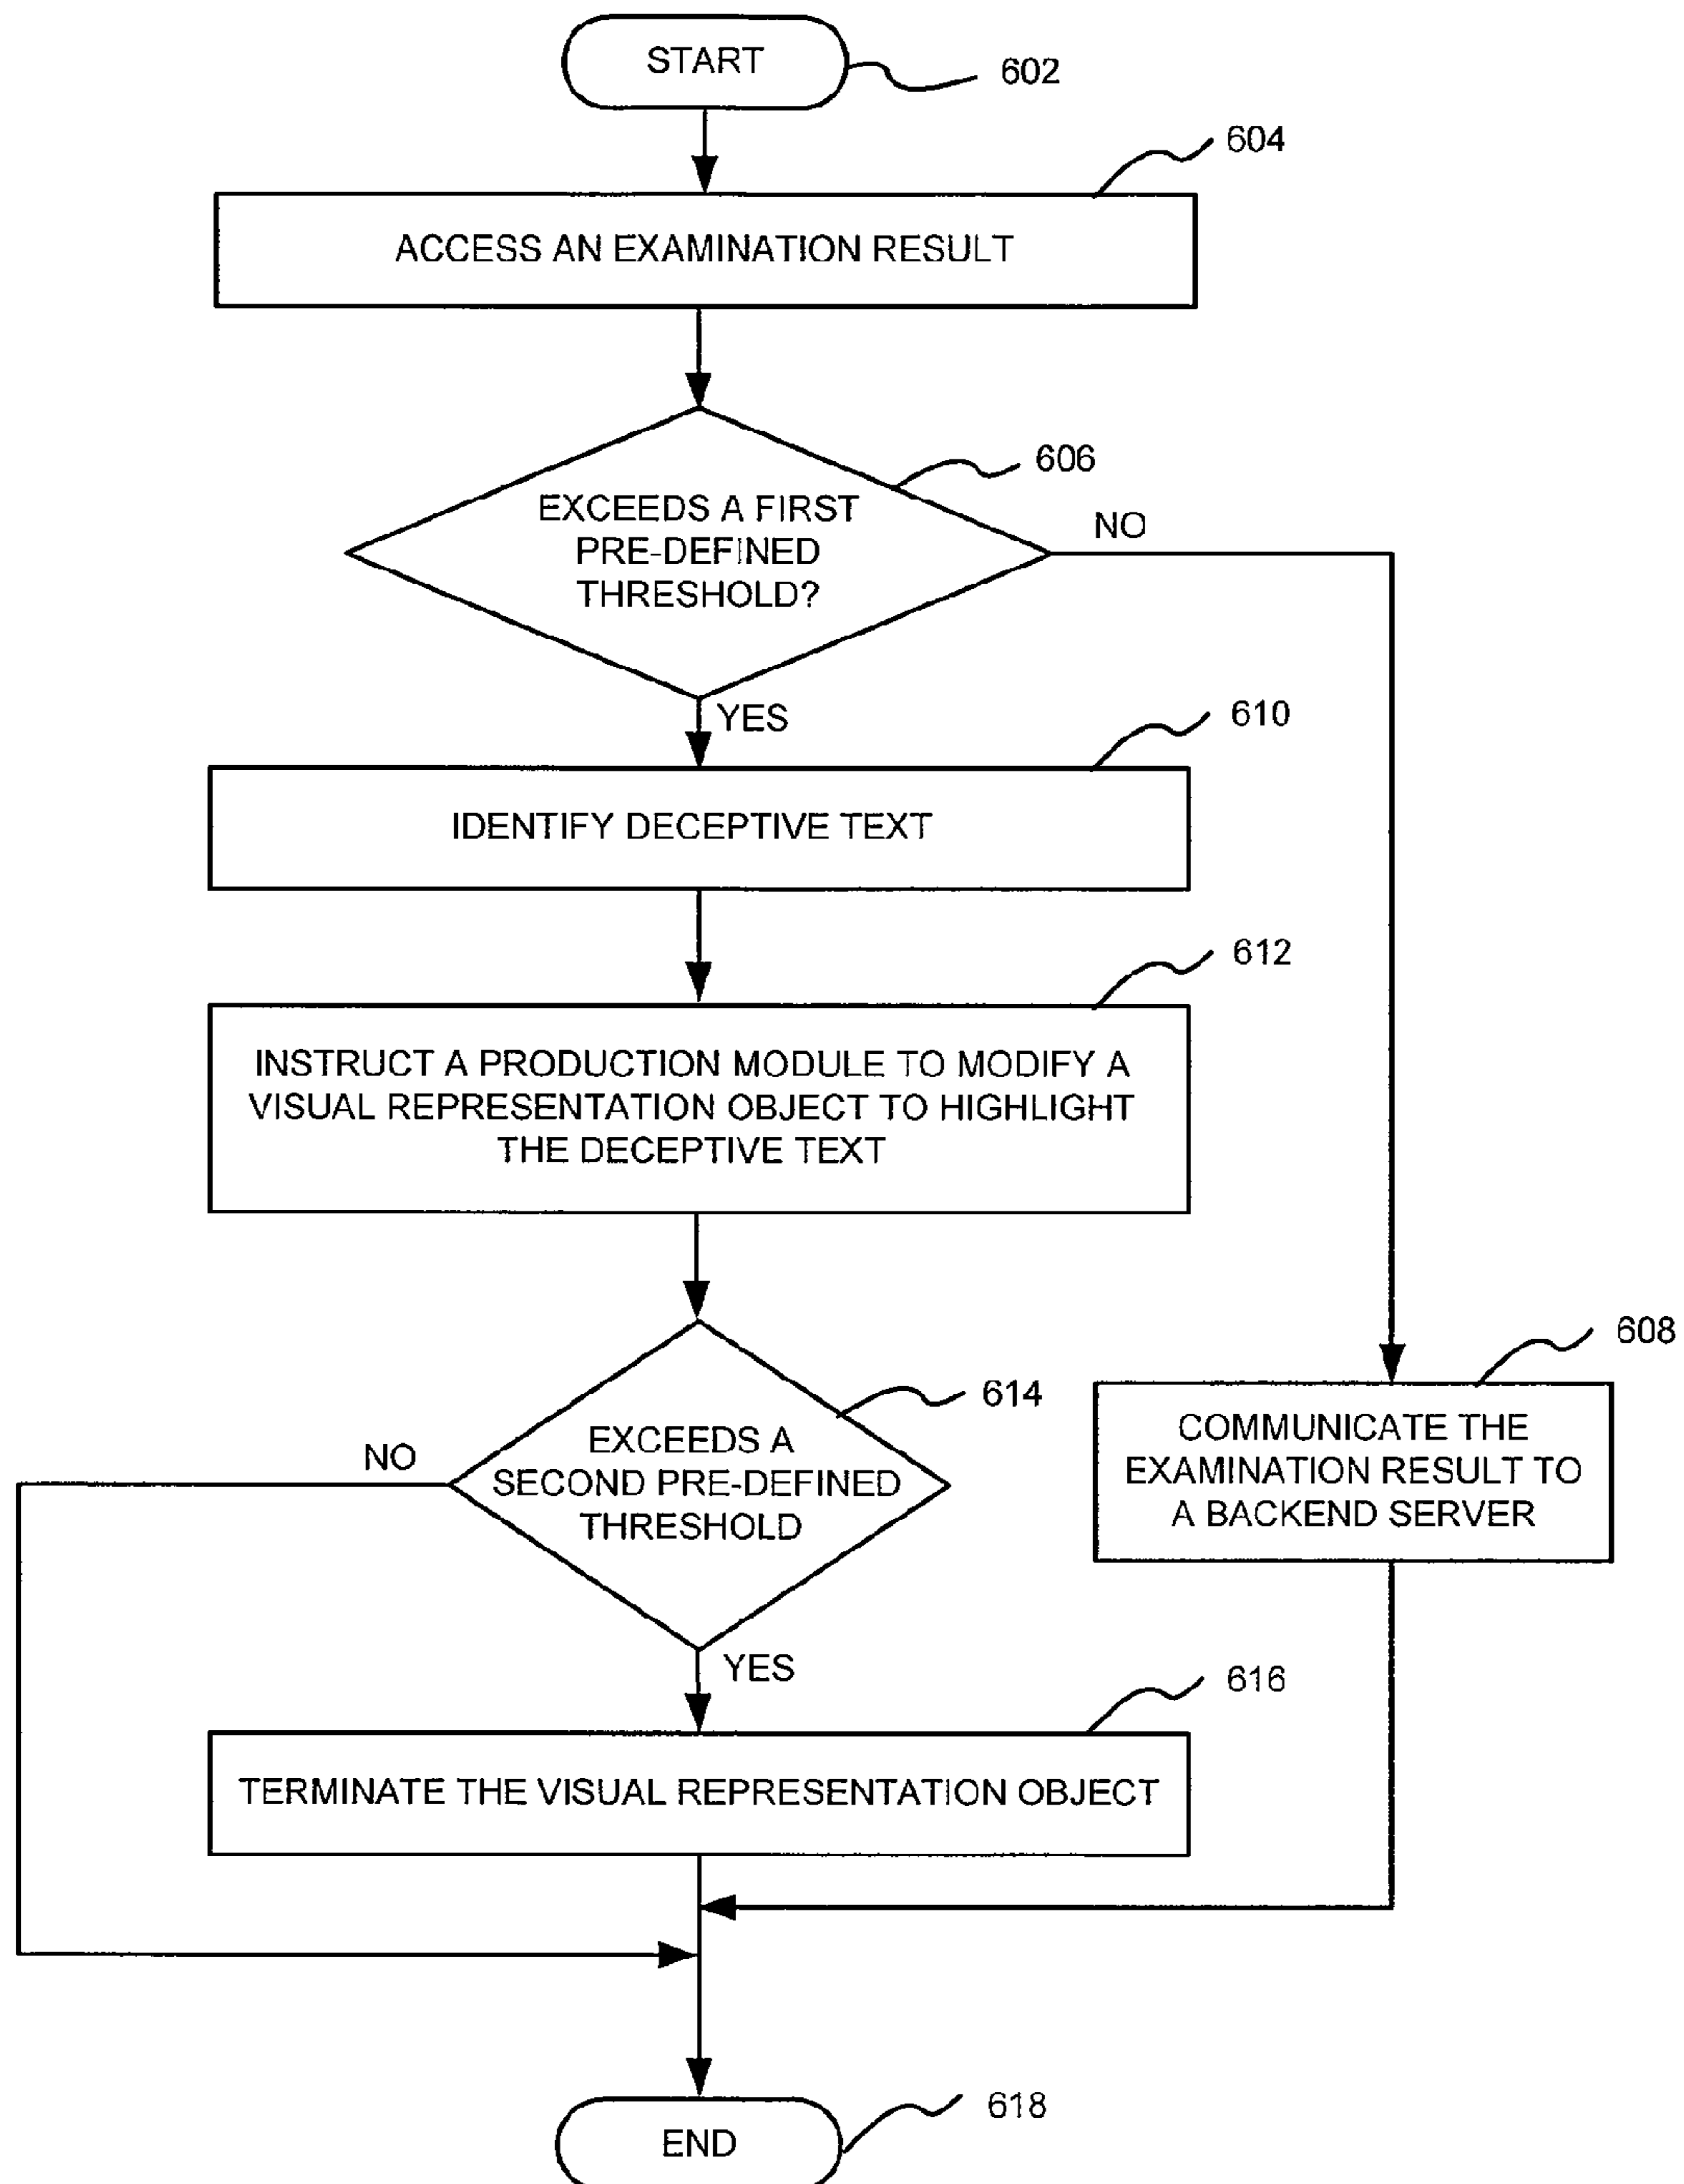 START
602
604
ACCESS AN EXAMINATION RESULT
606
EXCEEDS A FIRST
PRE-DEFINED
THRESHOLD?
NO
YES
610
IDENTIFY DECEPTIVE TEXT
612
INSTRUCT A PRODUCTION MODULE TO MODIFY A
VISUAL REPRESENTATION OBJECT TO HIGHLIGHT
THE DECEPTIVE TEXT
608
614
COMMUNICATE THE
EXAMINATION RESULT TO
A BACKEND SERVER
NO
EXCEEDS A
SECOND PRE-DEFINED
THRESHOLD
YES
616
TERMINATE THE VISUAL REPRESENTATION OBJECT
618
END